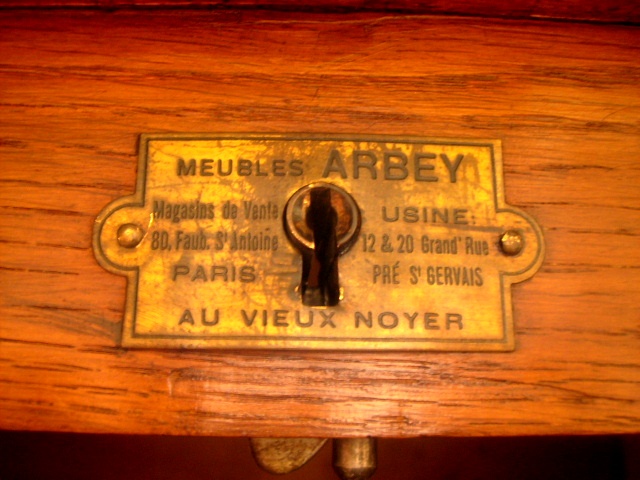 MEUBLES ARBEY
Magasins de Vente
80, Faub. St Antoine
PARIS
USINE
12 & 20 Grand' Rue
PRÉ St GERVAIS
AU VIEUX NOYER